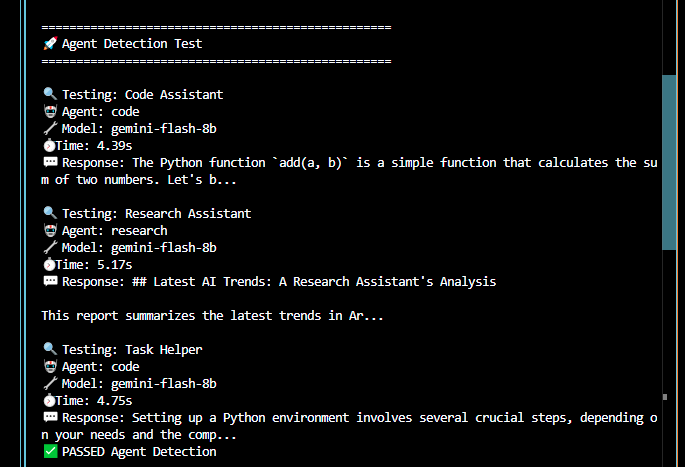 ==================================================
🚀 Agent Detection Test
==================================================
🔍 Testing: Code Assistant
🤖 Agent: code
🔧 Model: gemini-flash-8b
⏱️Time: 4.39s
💬 Response: The Python function `add(a, b)` is a simple function that calculates the su
m of two numbers. Let's b...
🔍 Testing: Research Assistant
🤖 Agent: research
🔧 Model: gemini-flash-8b
⏱️Time: 5.17s
💬 Response: ## Latest AI Trends: A Research Assistant's Analysis
This report summarizes the latest trends in Ar...
🔍 Testing: Task Helper
🤖 Agent: code
🔧 Model: gemini-flash-8b
⏱️Time: 4.75s
💬 Response: Setting up a Python environment involves several crucial steps, depending o
n your needs and the comp...
✅ PASSED Agent Detection